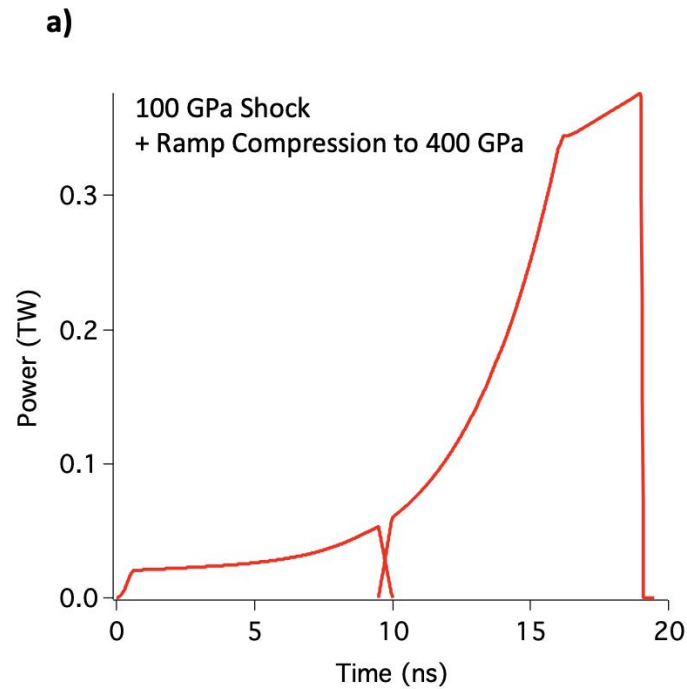 a)
100 GPa Shock
+ Ramp Compression to 400 GPa
0.3
0.2
0.1
0.0
Power (TW)
0 5 10 15 20
Time (ns)